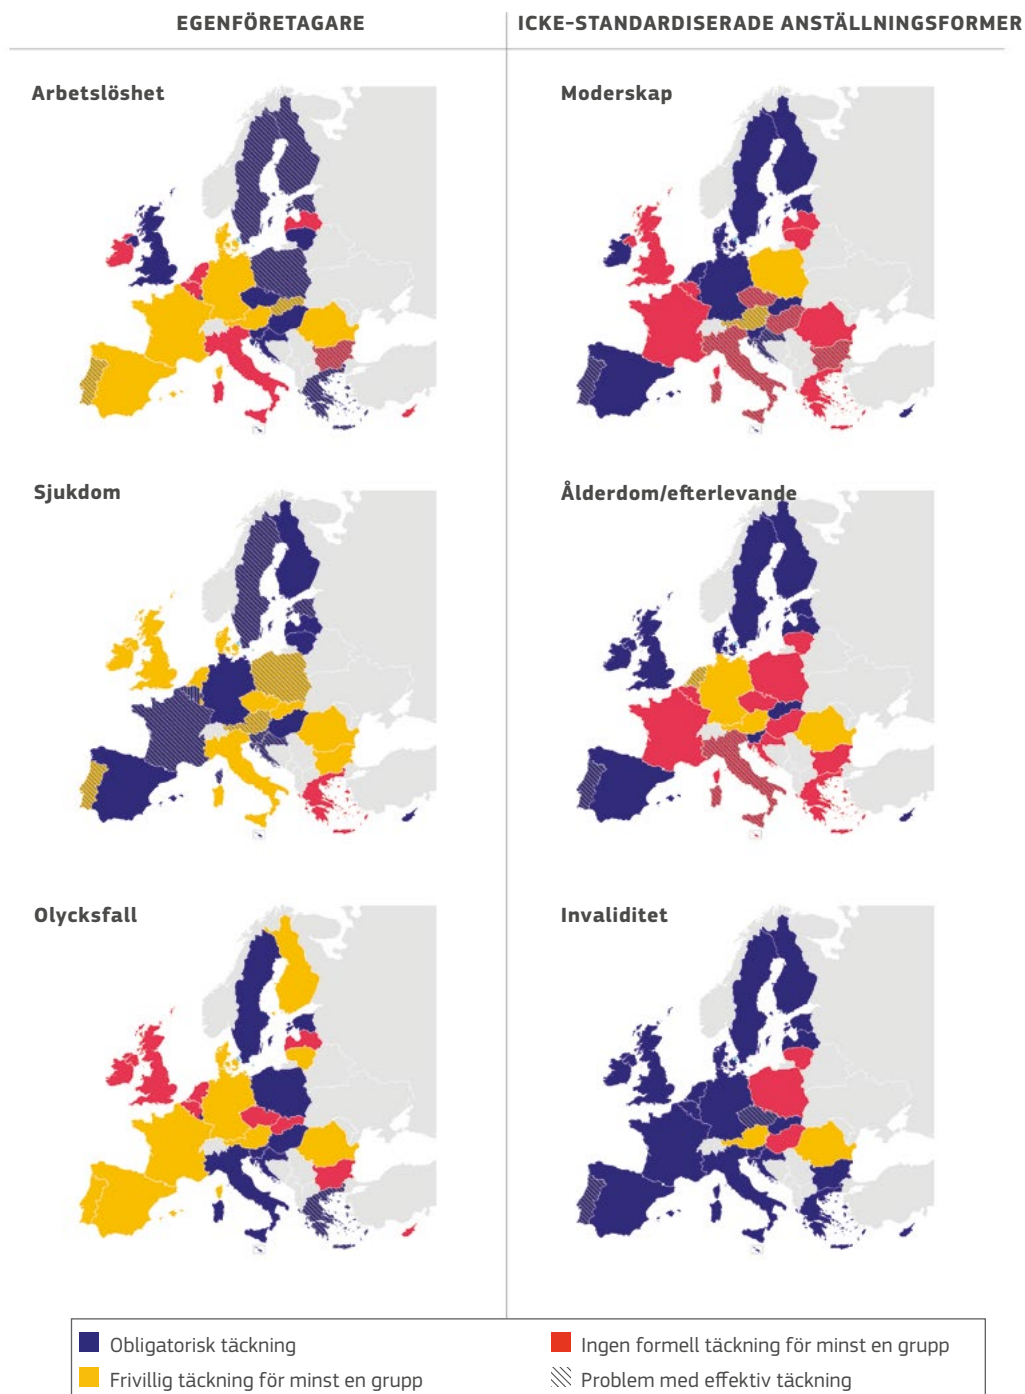 EGENFÖRETAGARE
ICKE-STANDARDISERADE ANSTÄLLNINGSFORMER
Arbetslöshet
Moderskap
Sjukdom
Ålderdom/efterlevande
Olycksfall
Invaliditet
Obligatorisk täckning
Ingen formell täckning för minst en grupp
Frivillig täckning för minst en grupp
Problem med effektiv täckning